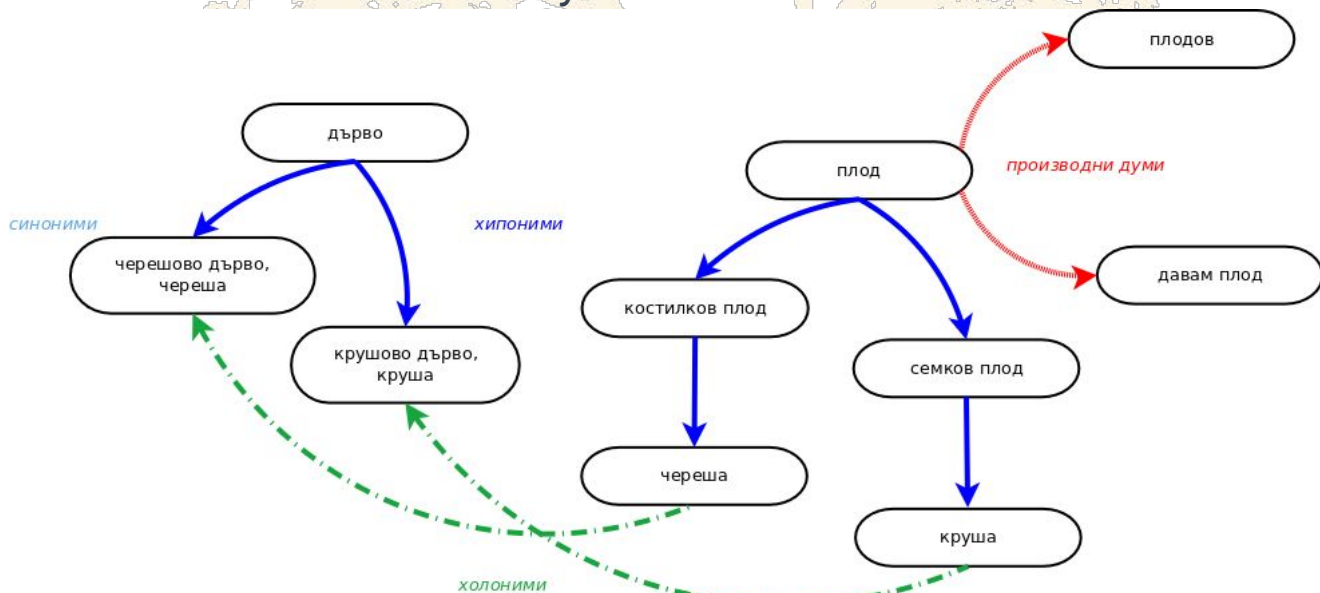 плодов
дърво
плод
производни думи
синоними
хипоними
черешово дърво,
череша
давам плод
костилков плод
крушово дърво,
круша
семков плод
череша
круша
холоними